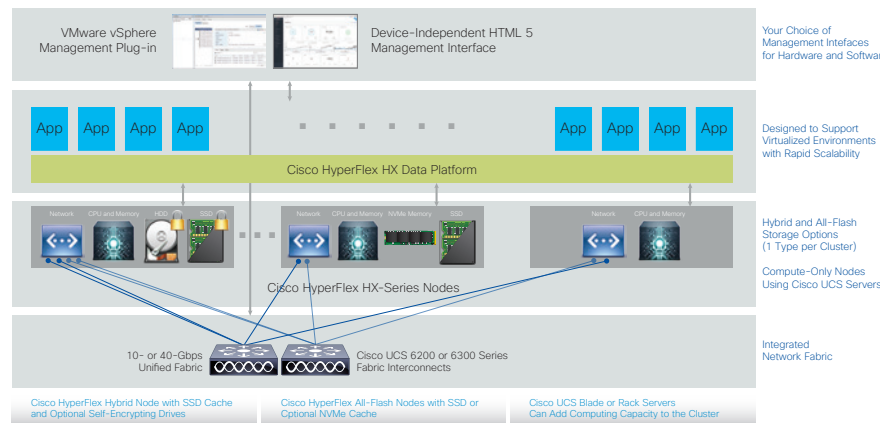 VMware vSphere
Management Plug-in
Device-Independent HTML 5
Management Interface
Your Choice of
Management Intefaces
for Hardware and Software
App
App
App
App
App
App
App
App
Cisco HyperFlex HX Data Platform
Designed to Support
Virtualized Environments
with Rapid Scalability
Network
CPU and Memory
HDD
SSD
Network
CPU and Memory
NVMe Memory
SSD
Network
CPU and Memory
Cisco HyperFlex HX-Series Nodes
Hybrid and All-Flash
Storage Options
(1 Type per Cluster)
Compute-Only Nodes
Using Cisco UCS Servers
10- or 40-Gbps
Unified Fabric
Cisco UCS 6200 or 6300 Series
Fabric Interconnects
Integrated
Network Fabric
Cisco HyperFlex Hybrid Node with SSD Cache
and Optional Self-Encrypting Drives
Cisco HyperFlex All-Flash Nodes with SSD or
Cptional NVMe Cache
Cisco UCS Blade or Rack Servers
Can Add Computing Capacity to the Cluster